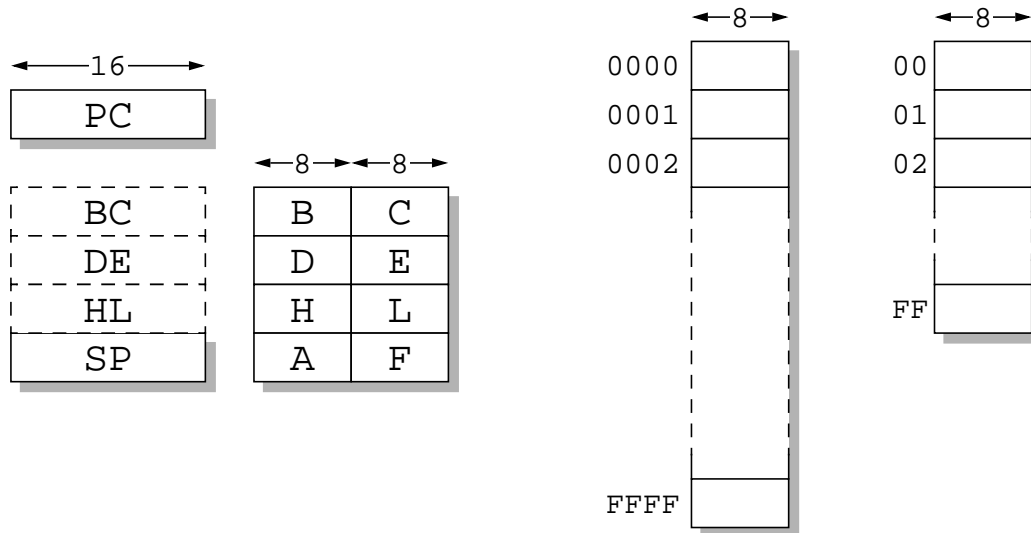 16
PC
BC
DE
HL
SP
8 8
B C
D E
H L
A F
8
0000
0001
0002
FFFF
8
00
01
02
FF